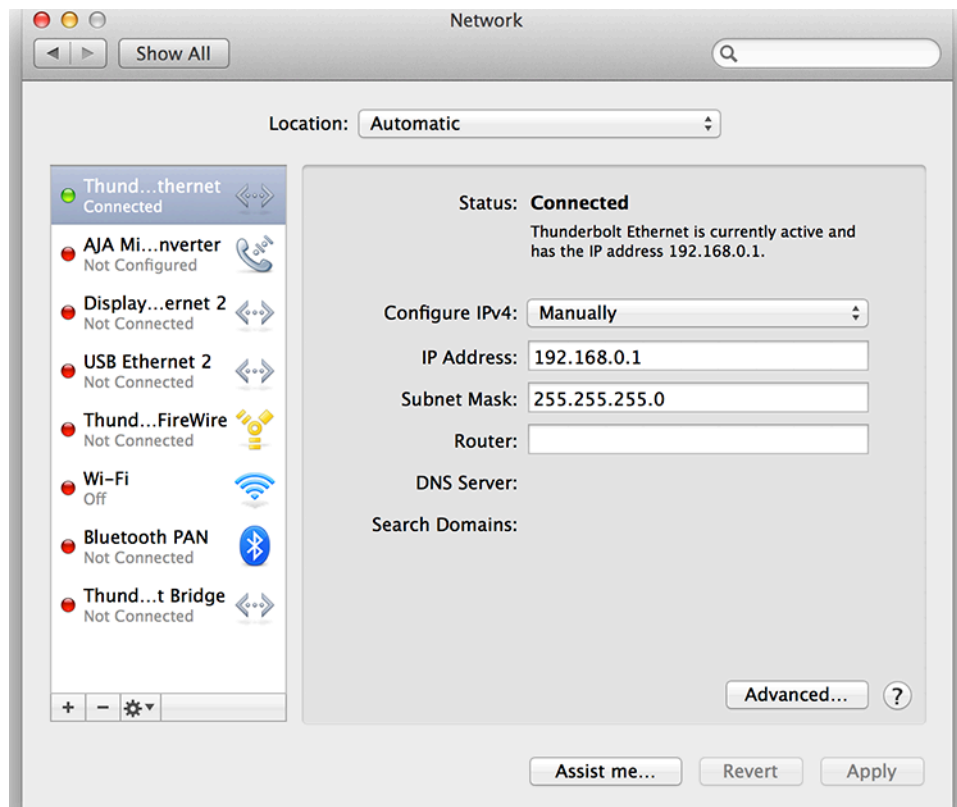 Network
Show All
Location: Automatic
Thund...thernet
Connected
AJA Mi...nverter
Not Configured
Display...ernet 2
Not Connected
USB Ethernet 2
Not Connected
Thund...FireWire
Not Connected
Wi-Fi
Off
Bluetooth PAN
Not Connected
Thund...t Bridge
Not Connected
+ −
Status: Connected
Thunderbolt Ethernet is currently active and
has the IP address 192.168.0.1.
Configure IPv4: Manually
IP Address: 192.168.0.1
Subnet Mask: 255.255.255.0
Router:
DNS Server:
Search Domains:
Advanced... ?
Assist me... Revert Apply